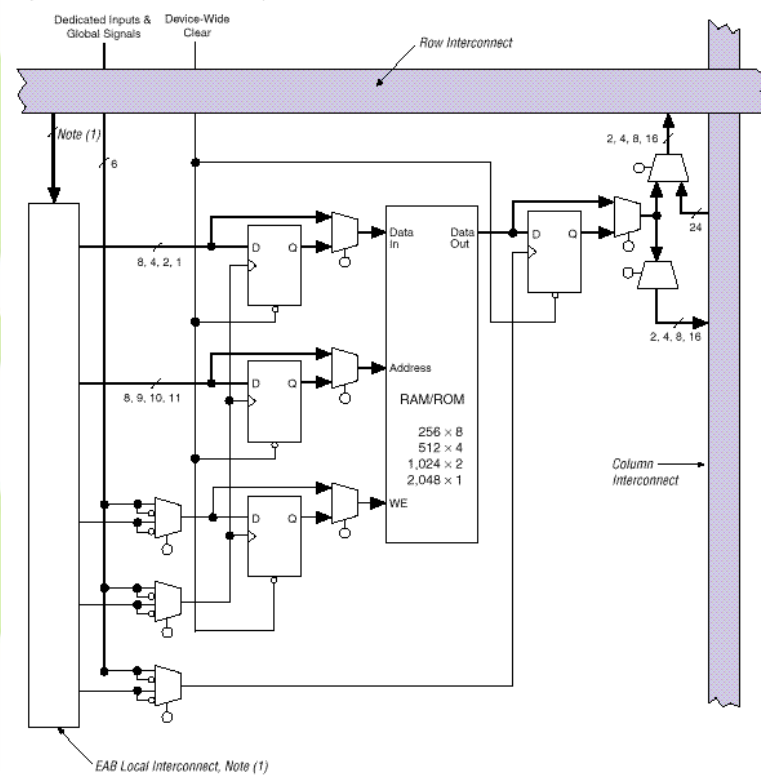 Dedicated Inputs &
Global Signals
Device-Wide
Clear
Row Interconnect
Note (1)
6
2, 4, 8, 16
24
8, 4, 2, 1
D
Q
Data
In
Data
Out
D
Q
2, 4, 8, 16
8, 9, 10, 11
D
Q
Address
RAM/ROM
256 × 8
512 × 4
1,024 × 2
2,048 × 1
Column
Interconnect
D
Q
WE
EAB Local Interconnect, Note (1)